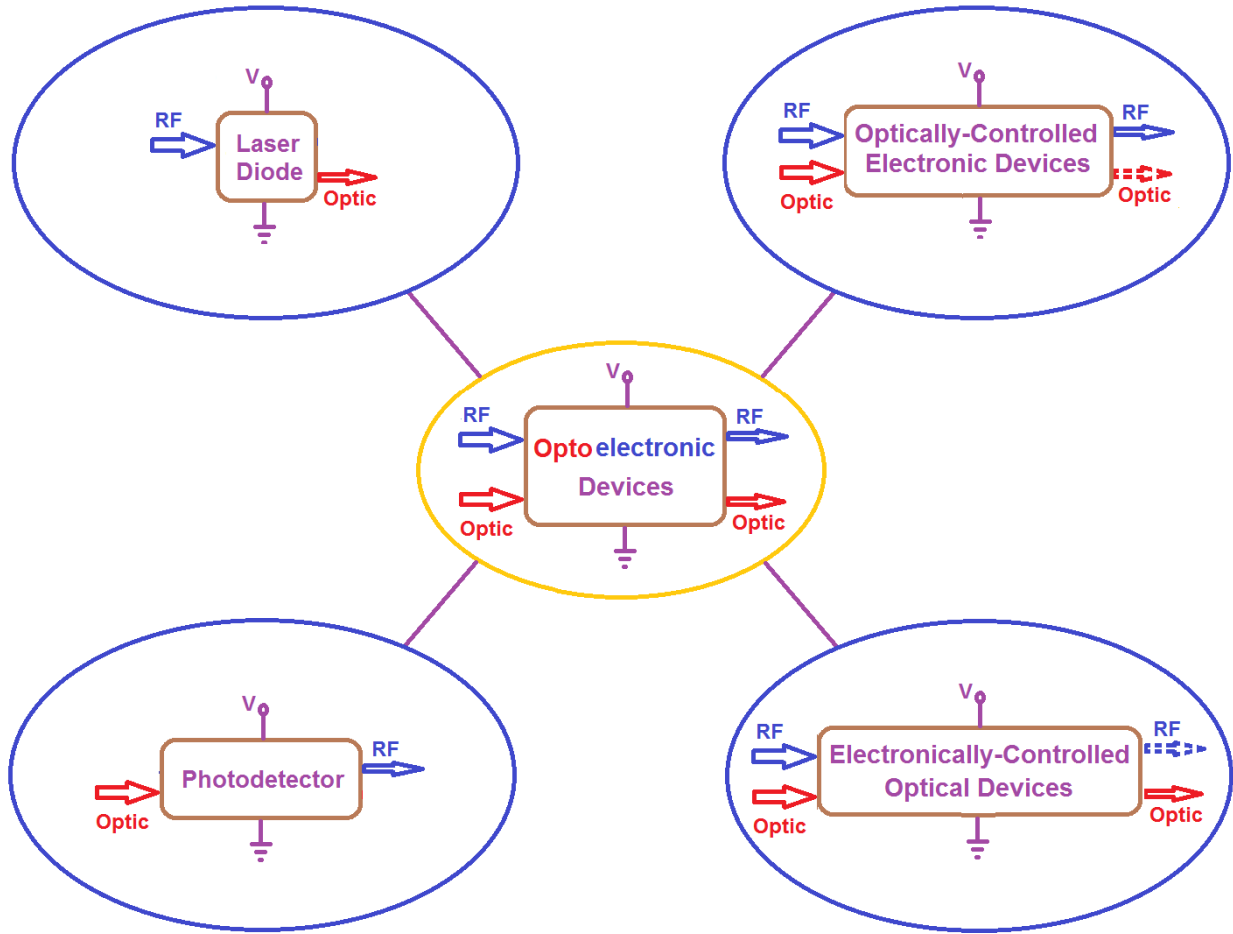 V
RF
Laser
Diode
Optic
V
RF
Optically-Controlled
Electronic Devices
RF
Optic
Optic
V
RF
Optoelectronic
Devices
RF
Optic
Optic
V
RF
Photodetector
Optic
V
RF
Electronically-Controlled
Optical Devices
RF
Optic
Optic